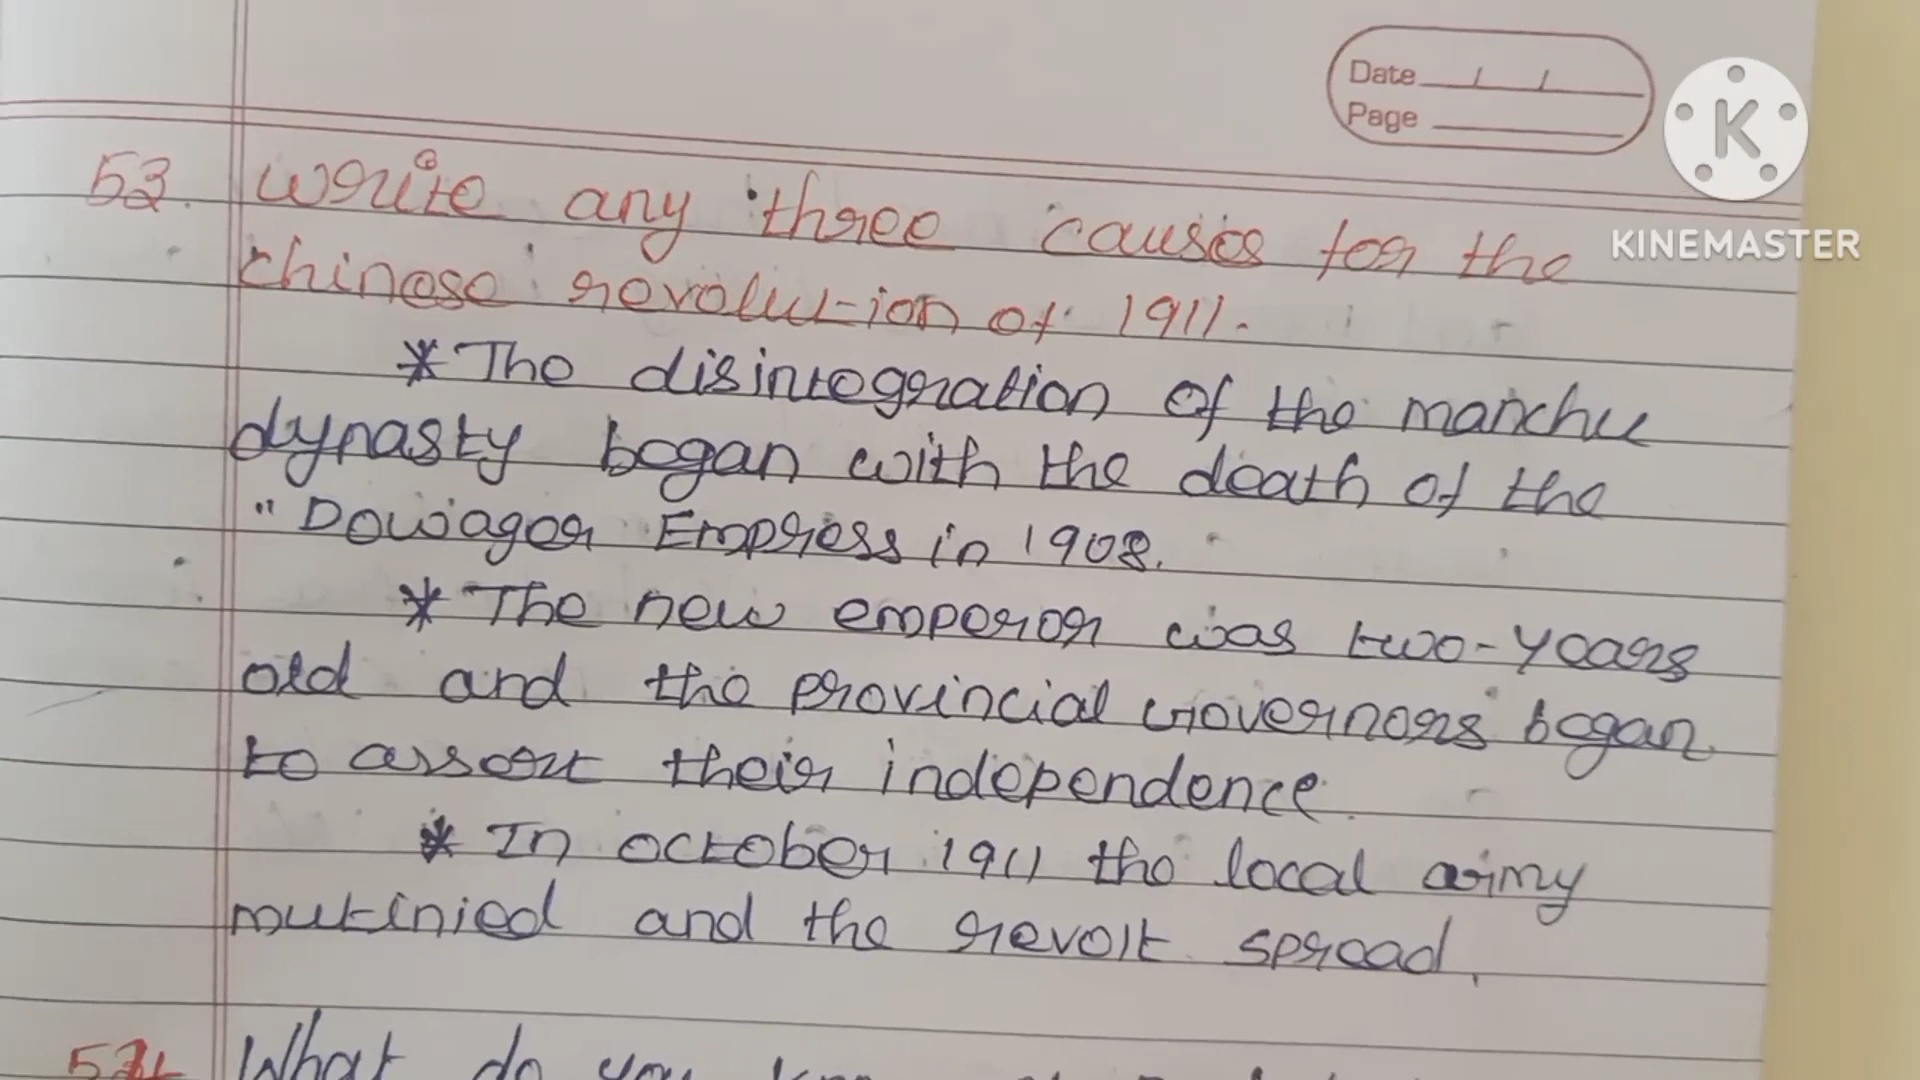 Date / /
Page
K
KINEMASTER
53. Write any three causes for the
chinese revolution of 1911.
* The disintegration of the manchu
dynasty began with the death of the
"Dowager Empress in 1908.
* The new emperor was two-years
old and the provincial Governors began
to assert their independence.
* In october 1911 the local army
mutinied and the revolt spread.
What do you